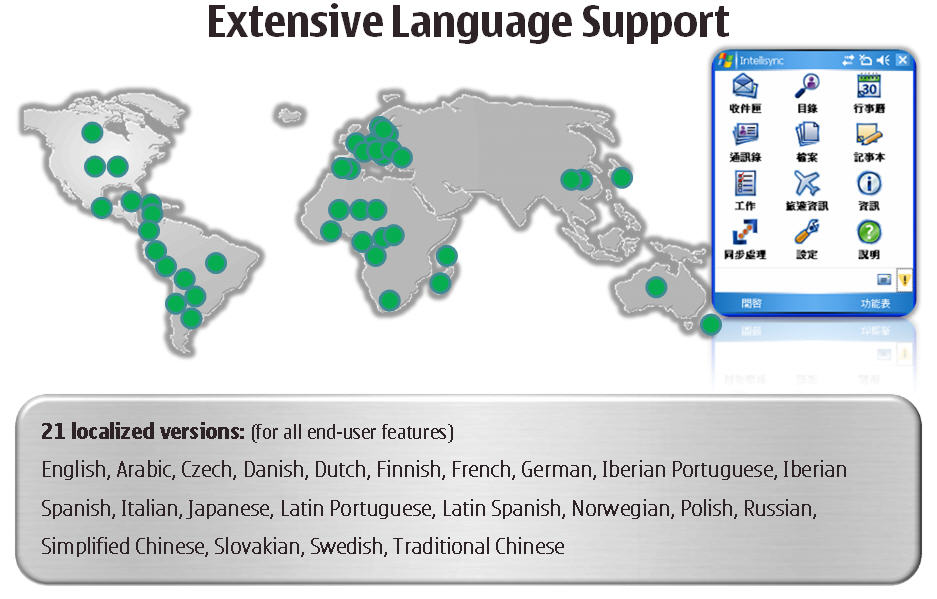 Extensive Language Support
Intellisync
30
收件匣 目錄 行事曆
通訊錄 檔案 記事本
工作 旅遊資訊 資訊
同步處理 設定 說明
開啓 功能表
21 localized versions: (for all end-user features)
English, Arabic, Czech, Danish, Dutch, Finnish, French, German, Iberian Portuguese, Iberian
Spanish, Italian, Japanese, Latin Portuguese, Latin Spanish, Norwegian, Polish, Russian,
Simplified Chinese, Slovakian, Swedish, Traditional Chinese